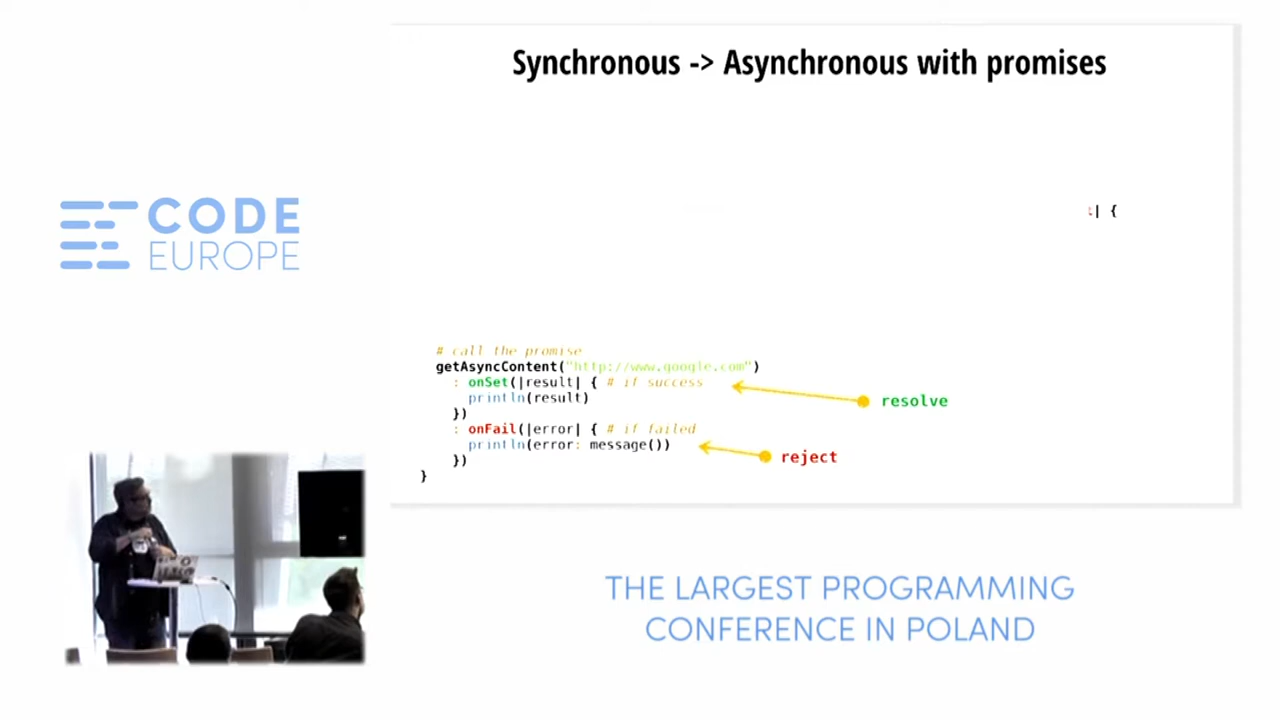 Synchronous -> Asynchronous with promises
CODE
EUROPE
| {
# call the promise
getAsyncContent("http://www.google.com")
: onSet(|result| { # if success
println(result)
})
: onFail(|error| { # if failed
println(error: message())
})
}
resolve
reject
THE LARGEST PROGRAMMING
CONFERENCE IN POLAND